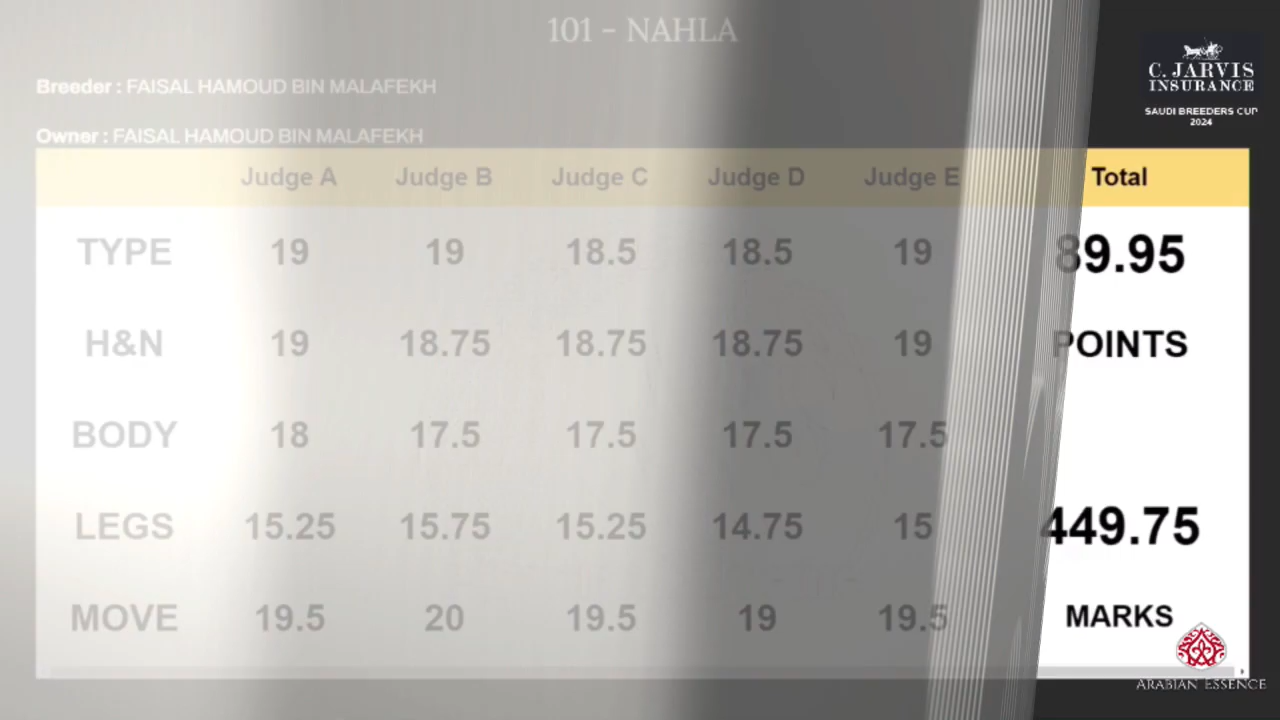 101 - NAHLA
C. JARVIS
INSURANCE
SAUDI BREEDERS CUP
2024
Breeder : FAISAL HAMOUD BIN MALAFEKH
Owner : FAISAL HAMOUD BIN MALAFEKH
Judge A Judge B Judge C Judge D Judge E Total
TYPE 19 19 18.5 18.5 19 89.95
H&N 19 18.75 18.75 18.75 19 POINTS
BODY 18 17.5 17.5 17.5 17.5
LEGS 15.25 15.75 15.25 14.75 15 449.75
MOVE 19.5 20 19.5 19 19.5 MARKS
ARABIAN ESSENCE